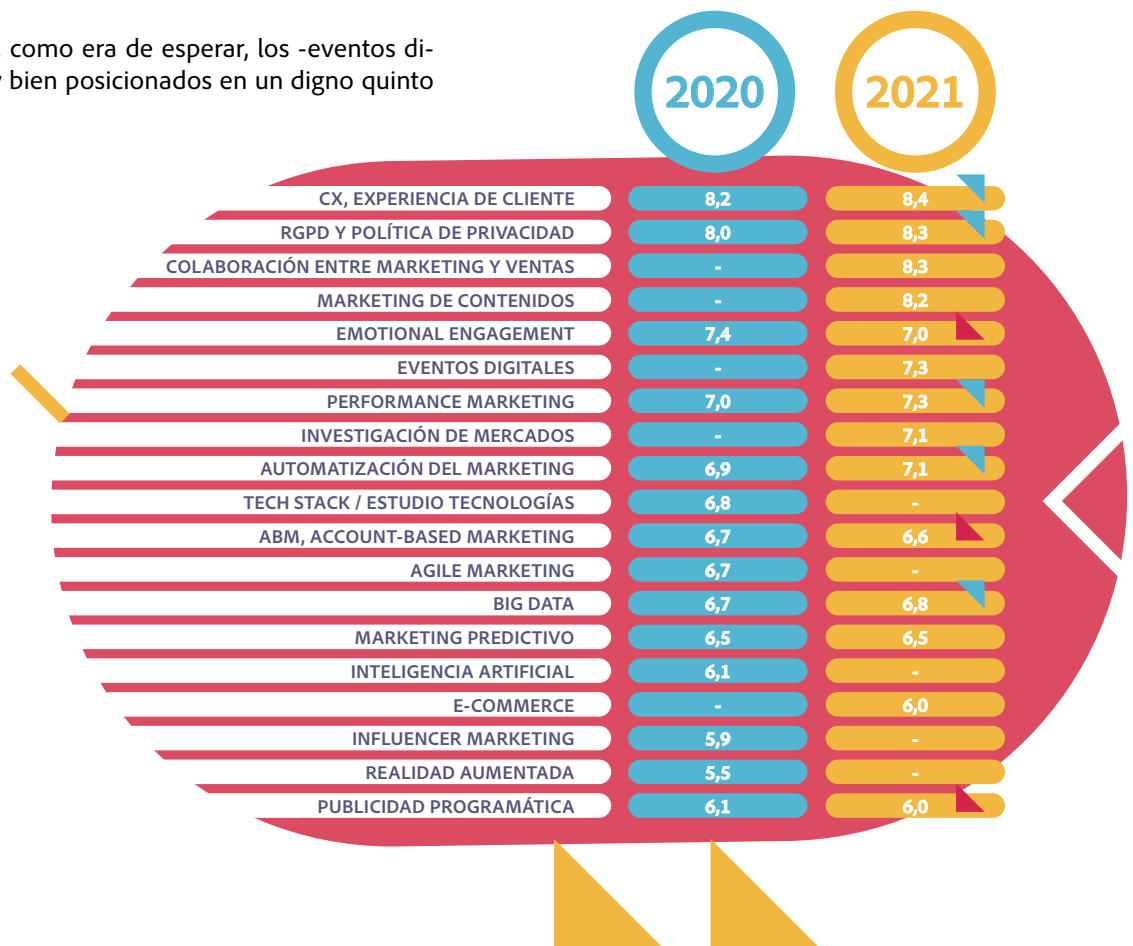 como era de esperar, los -eventos di-
bien posicionados en un digno quinto
2020 2021
CX, EXPERIENCIA DE CLIENTE 8,2 8,4
RGPD Y POLÍTICA DE PRIVACIDAD 8,0 8,3
COLABORACIÓN ENTRE MARKETING Y VENTAS - 8,3
MARKETING DE CONTENIDOS - 8,2
EMOTIONAL ENGAGEMENT 7,4 7,0
EVENTOS DIGITALES - 7,3
PERFORMANCE MARKETING 7,0 7,3
INVESTIGACIÓN DE MERCADOS - 7,1
AUTOMATIZACIÓN DEL MARKETING 6,9 7,1
TECH STACK / ESTUDIO TECNOLOGÍAS 6,8 -
ABM, ACCOUNT-BASED MARKETING 6,7 6,6
AGILE MARKETING 6,7 -
BIG DATA 6,7 6,8
MARKETING PREDICTIVO 6,5 6,5
INTELIGENCIA ARTIFICIAL 6,1 -
E-COMMERCE - 6,0
INFLUENCER MARKETING 5,9 -
REALIDAD AUMENTADA 5,5 -
PUBLICIDAD PROGRAMÁTICA 6,1 6,0